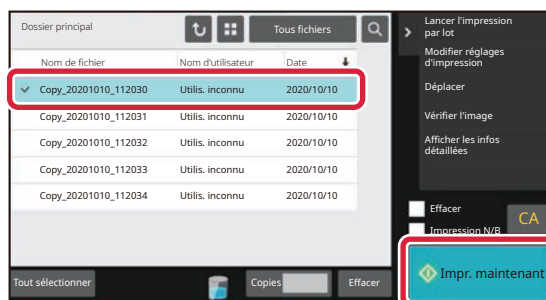 Dossier principal
Tous fichiers
Nom de fichier Nom d'utilisateur Date
Copy_20201010_112030 Utilis. inconnu 2020/10/10
Copy_20201010_112031 Utilis. inconnu 2020/10/10
Copy_20201010_112032 Utilis. inconnu 2020/10/10
Copy_20201010_112033 Utilis. inconnu 2020/10/10
Copy_20201010_112034 Utilis. inconnu 2020/10/10
Tout sélectionner
Copies
Effacer
Lancer l'impression
par lot
Modifier réglages
d'impression
Déplacer
Vérifier l'image
Afficher les infos
détaillées
Effacer
Impression N/B
CA
Impr. maintenant